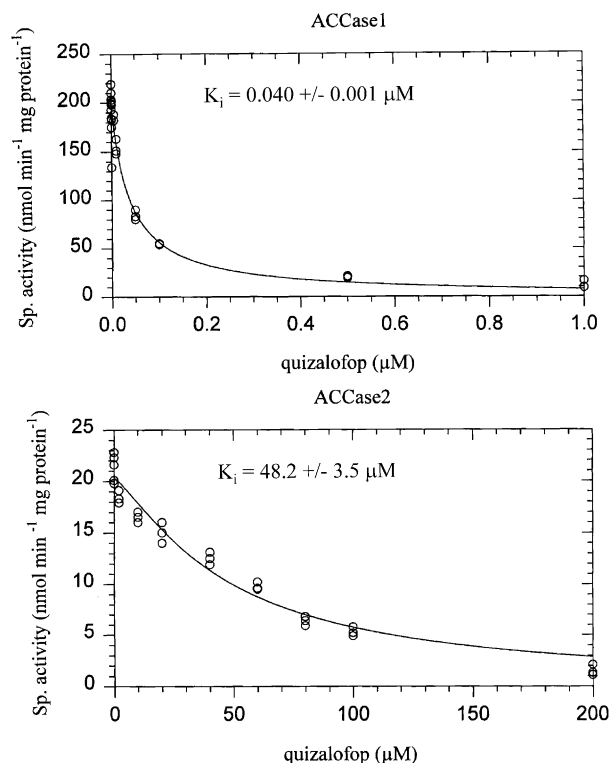 ACCase1
Sp. activity (nmol min⁻¹ mg protein⁻¹)
250
200
150
100
50
0
Kᵢ = 0.040 +/- 0.001 µM
0.0 0.2 0.4 0.6 0.8 1.0
quizalofop (µM)
ACCase2
Sp. activity (nmol min ⁻¹ mg protein⁻¹)
25
20
15
10
5
0
Kᵢ = 48.2 +/- 3.5 µM
0 50 100 150 200
quizalofop (µM)